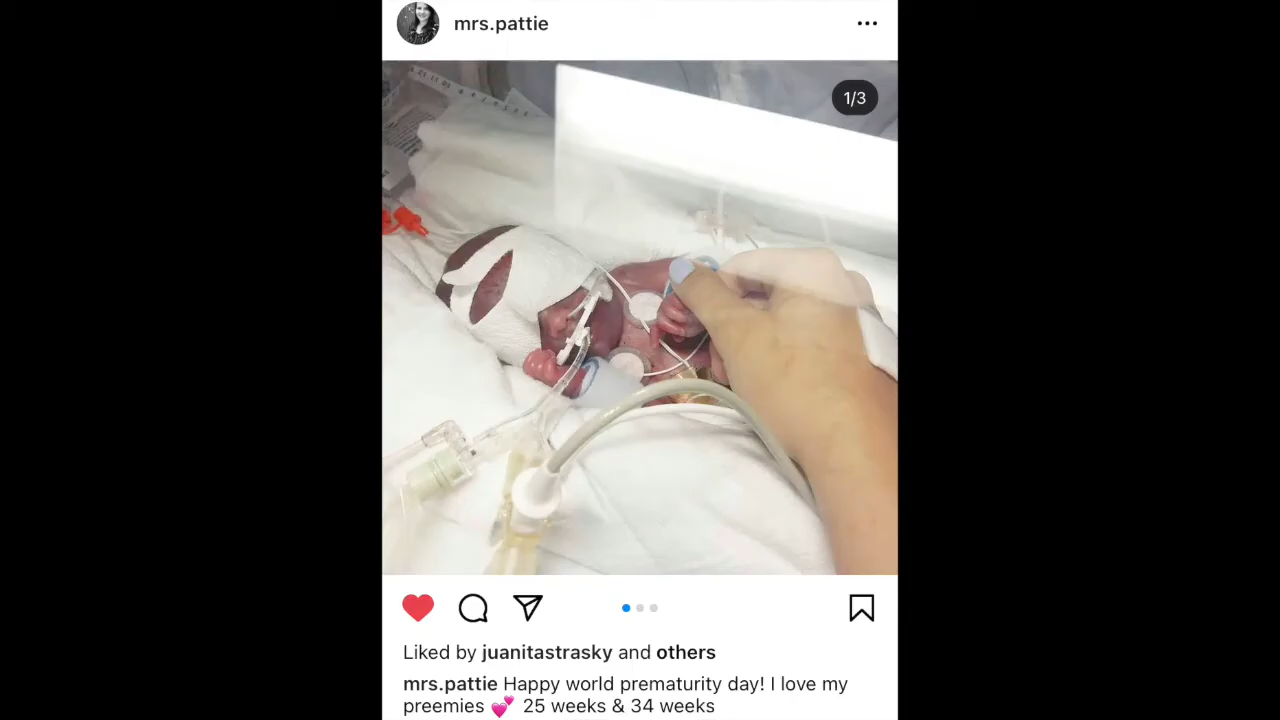 mrs.pattie
1/3
Liked by juanitastrasky and others
mrs.pattie Happy world prematurity day! I love my
preemies 💕 25 weeks & 34 weeks